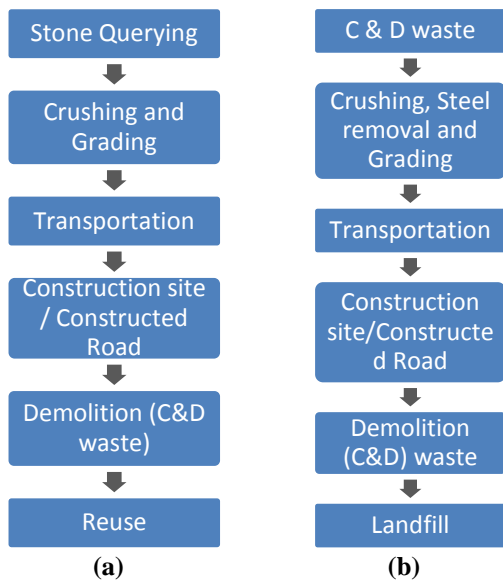 Stone Querying
Crushing and
Grading
Transportation
Construction site
/ Constructed
Road
Demolition (C&D
waste)
Reuse
(a)
C & D waste
Crushing, Steel
removal and
Grading
Transportation
Construction
site/Constructe
d Road
Demolition
(C&D) waste
Landfill
(b)